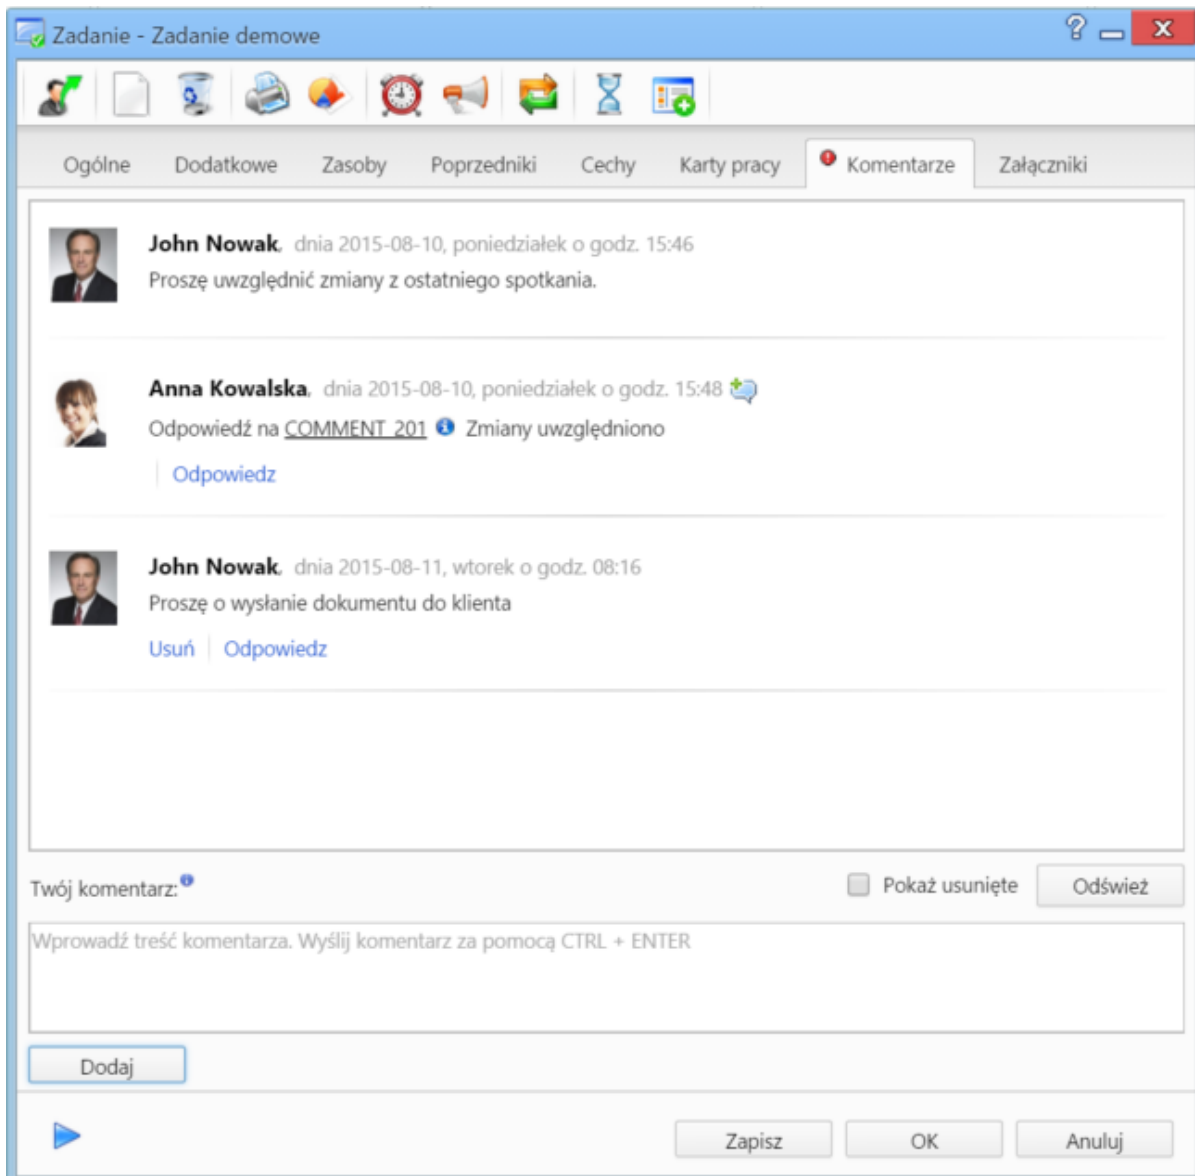 Zadanie - Zadanie demowe
Ogólne Dodatkowe Zasoby Poprzedniki Cechy Karty pracy Komentarze Załączniki
John Nowak, dnia 2015-08-10, poniedziałek o godz. 15:46
Proszę uwzględnić zmiany z ostatniego spotkania.
Anna Kowalska, dnia 2015-08-10, poniedziałek o godz. 15:48
Odpowiedź na COMMENT_201 Zmiany uwzględniono
Odpowiedz
John Nowak, dnia 2015-08-11, wtorek o godz. 08:16
Proszę o wysłanie dokumentu do klienta
Usuń Odpowiedz
Twój komentarz: Pokaż usunięte Odśwież
Wprowadź treść komentarza. Wyślij komentarz za pomocą CTRL + ENTER
Dodaj
Zapisz OK Anuluj